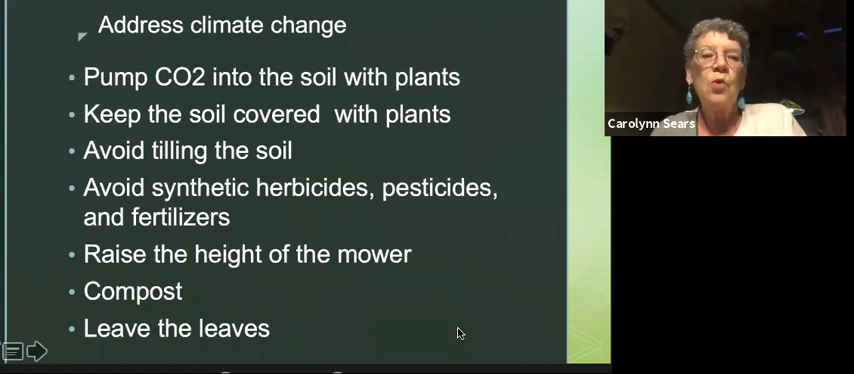 Address climate change
Pump CO2 into the soil with plants
Keep the soil covered with plants
Avoid tilling the soil
Avoid synthetic herbicides, pesticides,
and fertilizers
Raise the height of the mower
Compost
Leave the leaves
Carolynn Sears